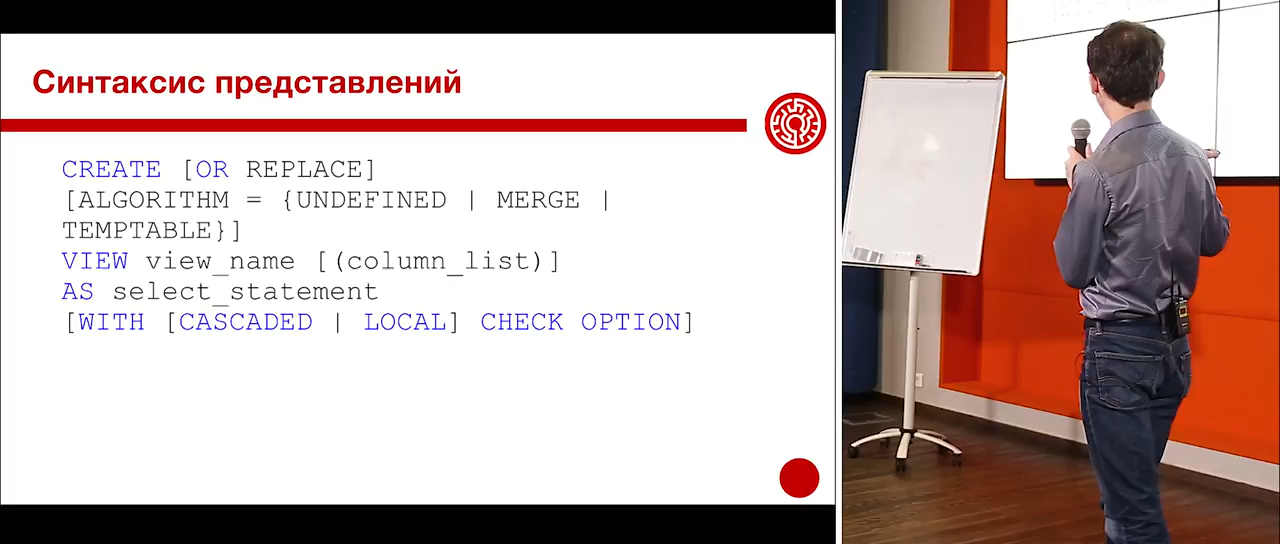 Синтаксис представлений
CREATE [OR REPLACE]
[ALGORITHM = {UNDEFINED | MERGE |
TEMPTABLE}]
VIEW view_name [(column_list)]
AS select_statement
[WITH [CASCADED | LOCAL] CHECK OPTION]